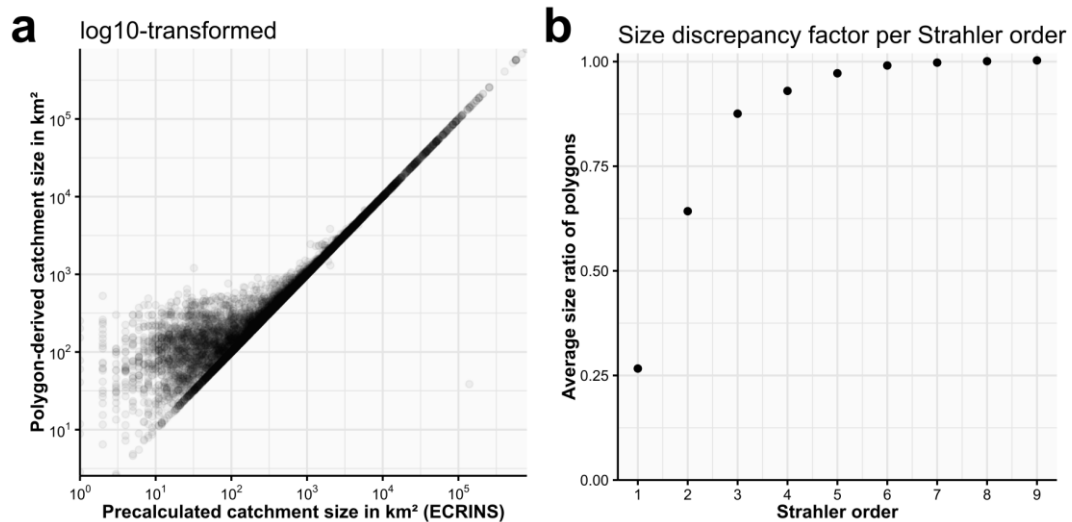 a
log10-transformed
Polygon-derived catchment size in km²
10⁵
10⁴
10³
10²
10¹
10⁰ 10¹ 10² 10³ 10⁴ 10⁵
Precalculated catchment size in km² (ECRINS)
b
Size discrepancy factor per Strahler order
Average size ratio of polygons
1.00
0.75
0.50
0.25
0.00
1 2 3 4 5 6 7 8 9
Strahler order